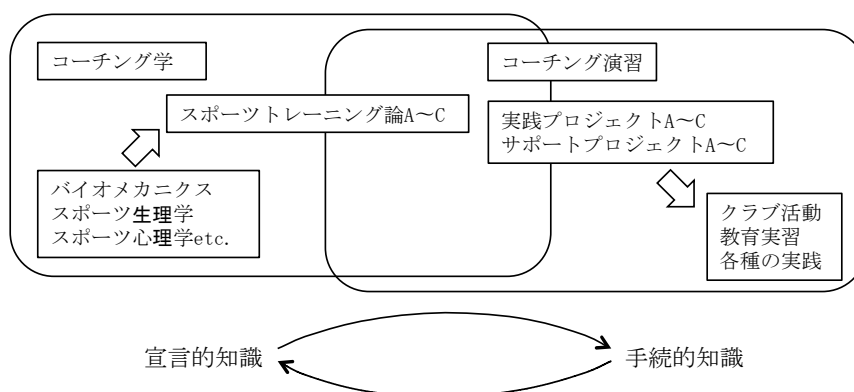 コーチング学
コーチング演習
スポーツトレーニング論A～C
実践プロジェクトA～C
サポートプロジェクトA～C
バイオメカニクス
スポーツ生理学
スポーツ心理学etc.
クラブ活動
教育実習
各種の実践
宣言的知識
手続的知識